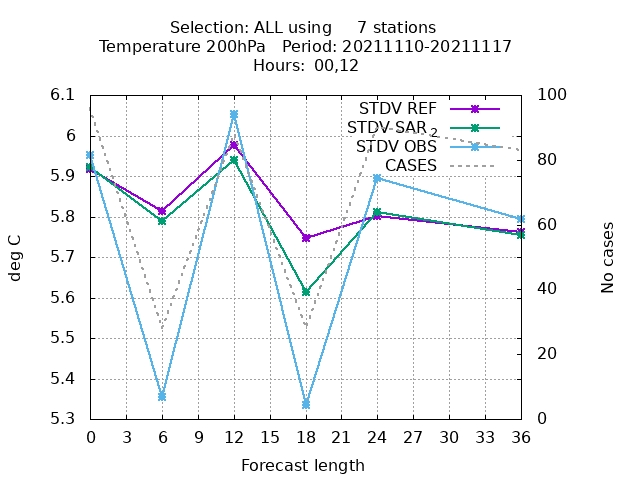 Selection: ALL using     7 stations
Temperature 200hPa   Period: 20211110-20211117
Hours:  00,12
6.1
6
5.9
5.8
5.7
5.6
5.5
5.4
5.3
100
80
60
40
20
0
deg C
No cases
STDV REF
STDV SAR 2
STDV OBS
CASES
0 3 6 9 12 15 18 21 24 27 30 33 36
Forecast length